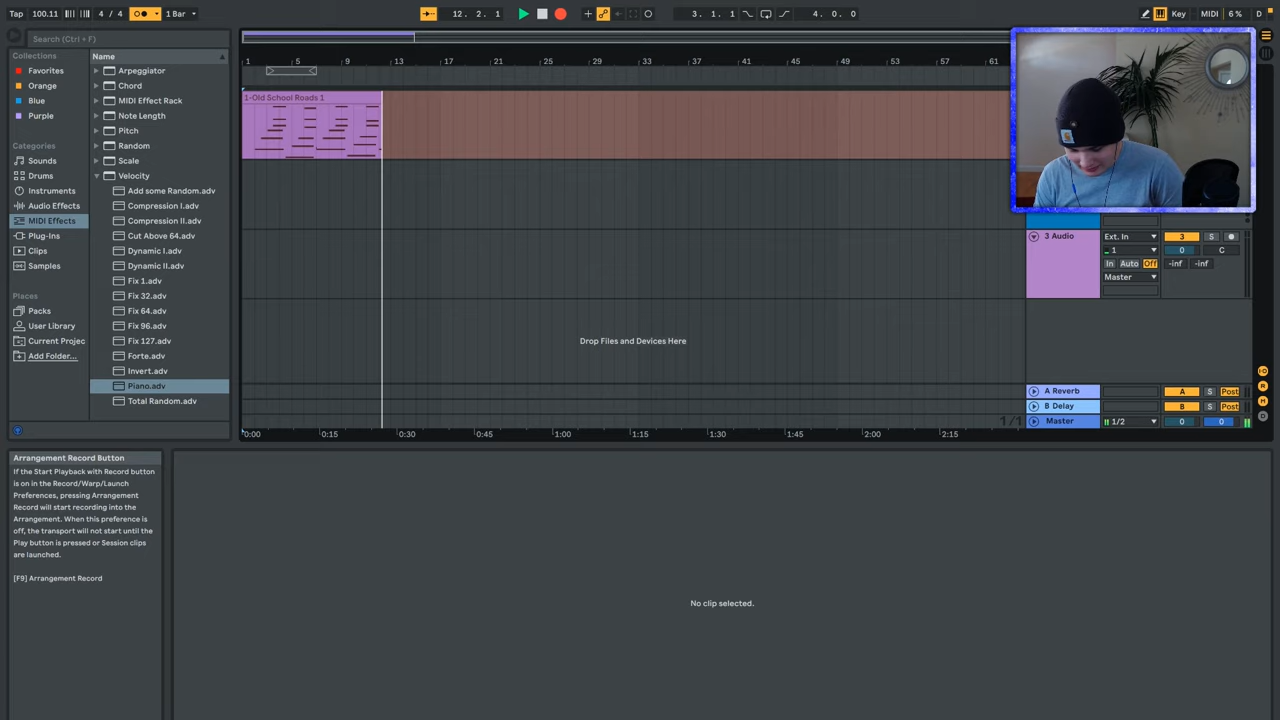 Tap 100.11 4 / 4 1 Bar 12. 2. 1 3. 1. 1 4. 0. 0 Key MIDI 6 % D
Search (Ctrl + F)
Collections
Favorites
Orange
Blue
Purple
Categories
Sounds
Drums
Instruments
Audio Effects
MIDI Effects
Plug-Ins
Clips
Samples
Places
Packs
User Library
Current Projec
Add Folder...
Name
Arpeggiator
Chord
MIDI Effect Rack
Note Length
Pitch
Random
Scale
Velocity
Add some Random.adv
Compression I.adv
Compression II.adv
Cut Above 64.adv
Dynamic I.adv
Dynamic II.adv
Fix 1.adv
Fix 32.adv
Fix 64.adv
Fix 96.adv
Fix 127.adv
Forte.adv
Invert.adv
Piano.adv
Total Random.adv
1 5 9 13 17 21 25 29 33 37 41 45 49 53 57 61
1-Old School Roads 1
Drop Files and Devices Here
1/1
0:00 0:15 0:30 0:45 1:00 1:15 1:30 1:45 2:00 2:15
3 Audio Ext. In 3 S
1 0 C
In Auto Off -inf -inf
Master
A Reverb A S Post
B Delay B S Post
Master 1/2 0 0
Arrangement Record Button
If the Start Playback with Record button
is on in the Record/Warp/Launch
Preferences, pressing Arrangement
Record will start recording into the
Arrangement. When this preference is
off, the transport will not start until the
Play button is pressed or Session clips
are launched.
[F9] Arrangement Record
No clip selected.